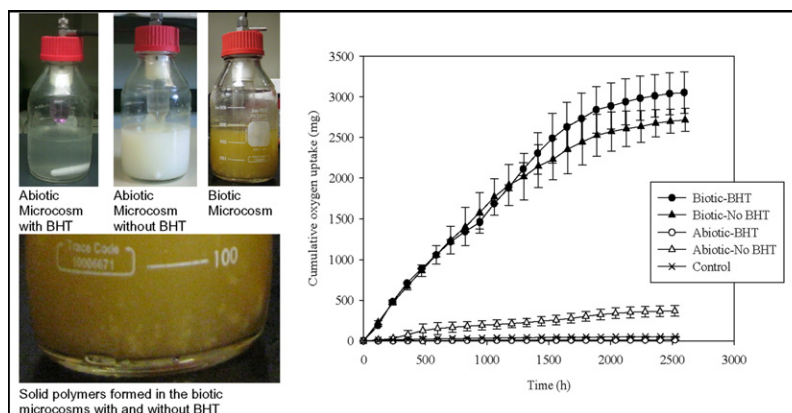 Abiotic
Microcosm
with BHT
Abiotic
Microcosm
without BHT
Biotic
Microcosm
Trace Code
10006671
100
Solid polymers formed in the biotic
microcosms with and without BHT
Cumulative oxygen uptake (mg)
3500
3000
2500
2000
1500
1000
500
0
0
500
1000
1500
2000
2500
3000
Time (h)
Biotic-BHT
Biotic-No BHT
Abiotic-BHT
Abiotic-No BHT
Control